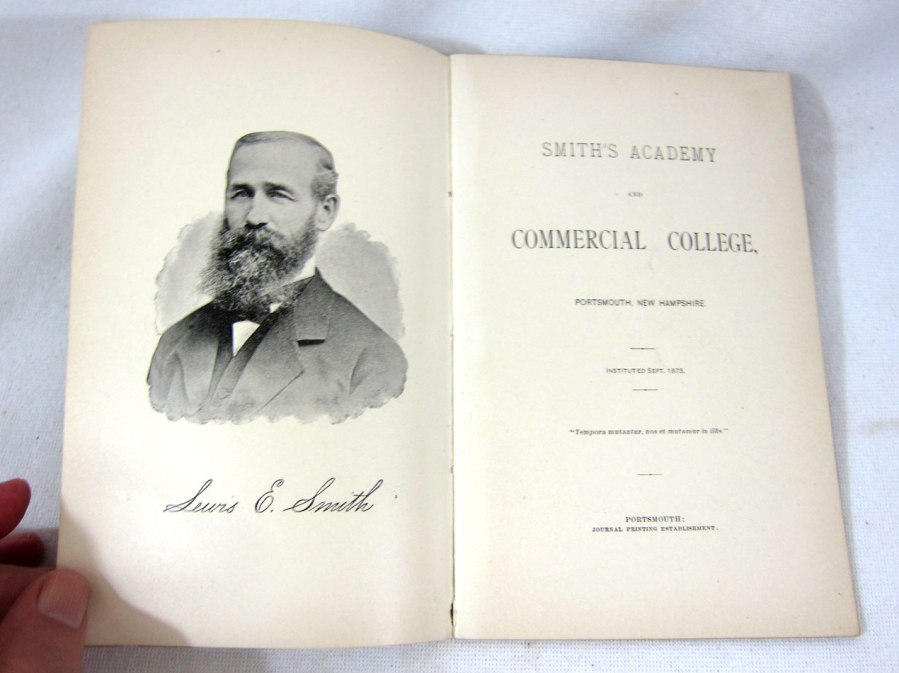 Lewis E. Smith
SMITH'S ACADEMY
AND
COMMERCIAL COLLEGE,
PORTSMOUTH, NEW HAMPSHIRE.
INSTITUTED SEPT. 1873.
"Tempora mutantur, nos et mutamur in illis."
PORTSMOUTH:
JOURNAL PRINTING ESTABLISHMENT.